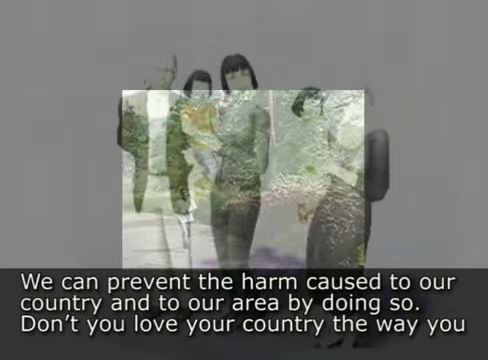 We can prevent the harm caused to our
country and to our area by doing so.
Don't you love your country the way you